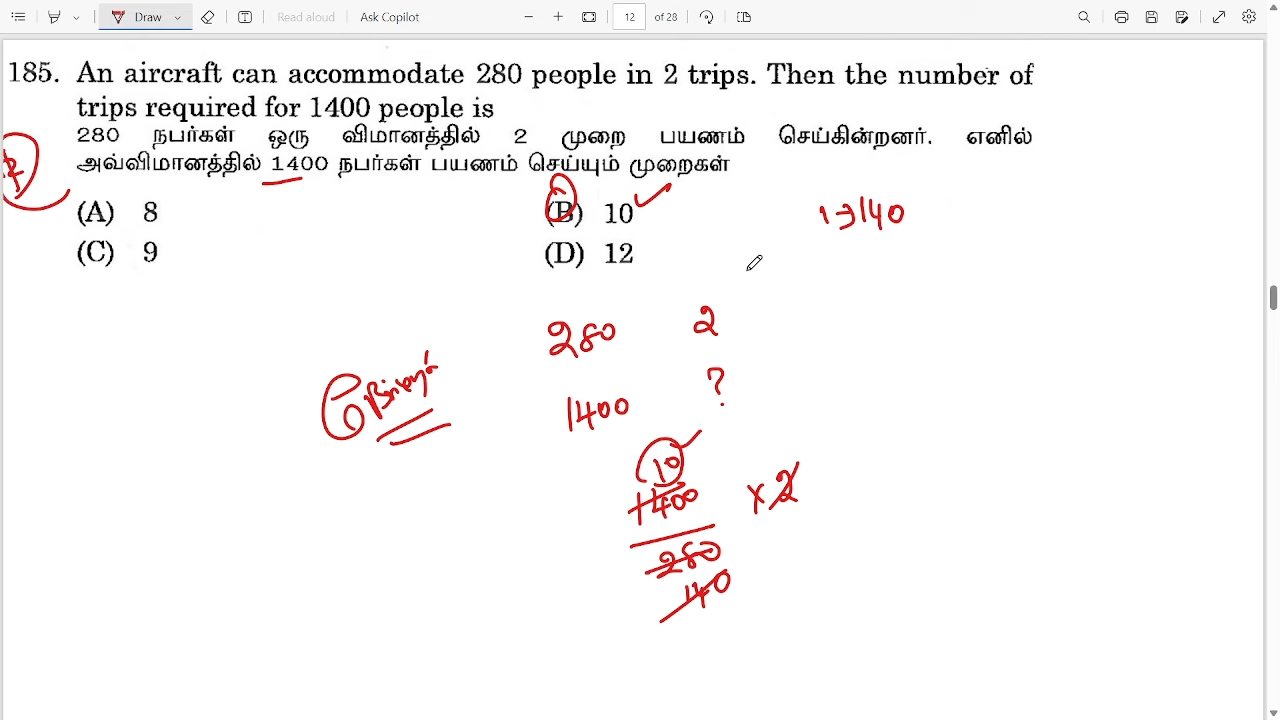 Draw
Read aloud
Ask Copilot
12 of 28
185. An aircraft can accommodate 280 people in 2 trips. Then the number of
trips required for 1400 people is
280 நபர்கள் ஒரு விமானத்தில் 2 முறை பயணம் செய்கின்றனர். எனில்
அவ்விமானத்தில் 1400 நபர்கள் பயணம் செய்யும் முறைகள்
(A) 8 (B) 10
(C) 9 (D) 12
1→140
280 2
1400 ?
10
1400 × 2
280
140